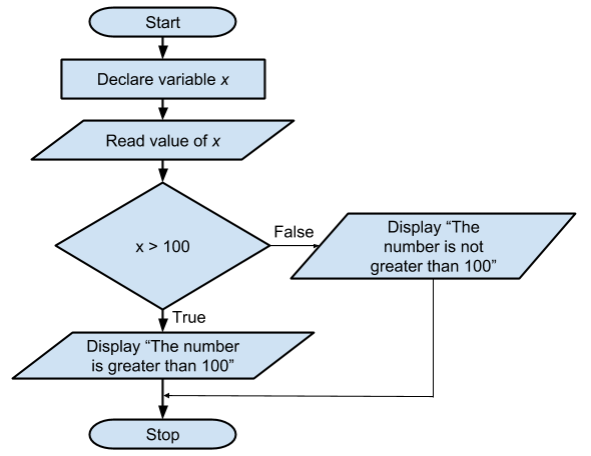 Start
Declare variable x
Read value of x
x > 100
False
Display “The
number is not
greater than 100”
True
Display “The number
is greater than 100”
Stop